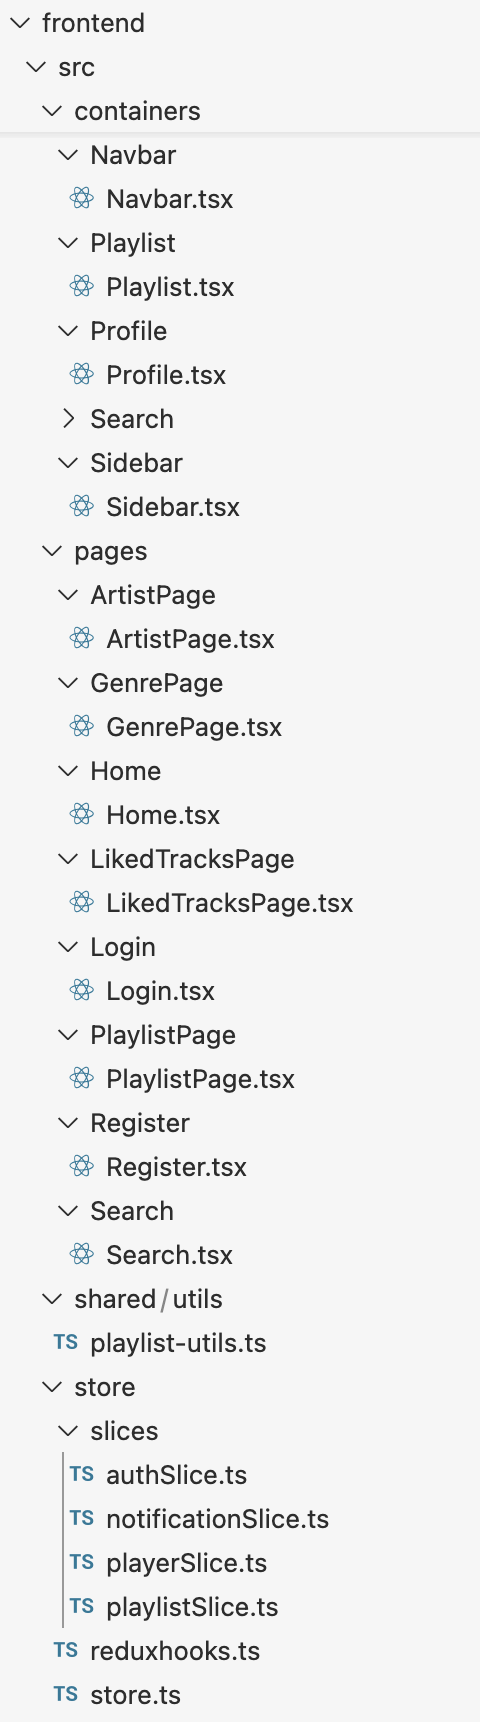 frontend
src
containers
Navbar
Navbar.tsx
Playlist
Playlist.tsx
Profile
Profile.tsx
Search
Sidebar
Sidebar.tsx
pages
ArtistPage
ArtistPage.tsx
GenrePage
GenrePage.tsx
Home
Home.tsx
LikedTracksPage
LikedTracksPage.tsx
Login
Login.tsx
PlaylistPage
PlaylistPage.tsx
Register
Register.tsx
Search
Search.tsx
shared/utils
TS playlist-utils.ts
store
slices
TS authSlice.ts
TS notificationSlice.ts
TS playerSlice.ts
TS playlistSlice.ts
TS reduxhooks.ts
TS store.ts